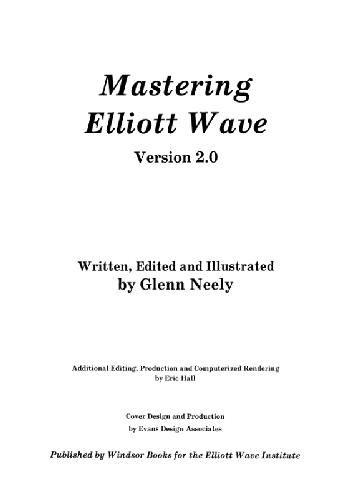 Mastering
Elliott Wave
Version 2.0
Written, Edited and Illustrated
by Glenn Neely
Additional Editing, Production and Computerized Rendering
by Eric Hall
Cover Design and Production
by Evans Design Associates
Published by Windsor Books for the Elliott Wave Institute